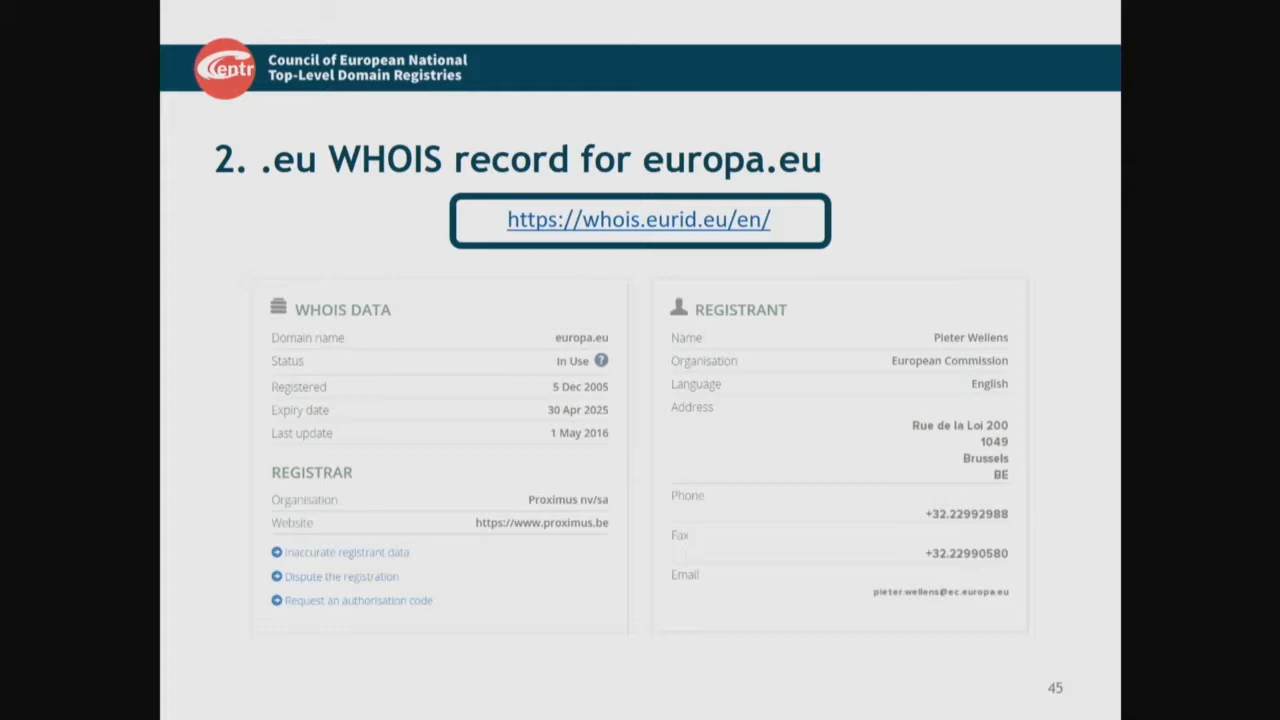 Centr
Council of European National
Top-Level Domain Registries
2. .eu WHOIS record for europa.eu
https://whois.eurid.eu/en/
WHOIS DATA
Domain name europa.eu
Status In Use ?
Registered 5 Dec 2005
Expiry date 30 Apr 2025
Last update 1 May 2016
REGISTRAR
Organisation Proximus nv/sa
Website https://www.proximus.be
Inaccurate registrant data
Dispute the registration
Request an authorisation code
REGISTRANT
Name Pieter Wellens
Organisation European Commission
Language English
Address
Rue de la Loi 200
1049
Brussels
BE
Phone
+32.22992988
Fax
+32.22990580
Email
pieter.wellens@ec.europa.eu
45